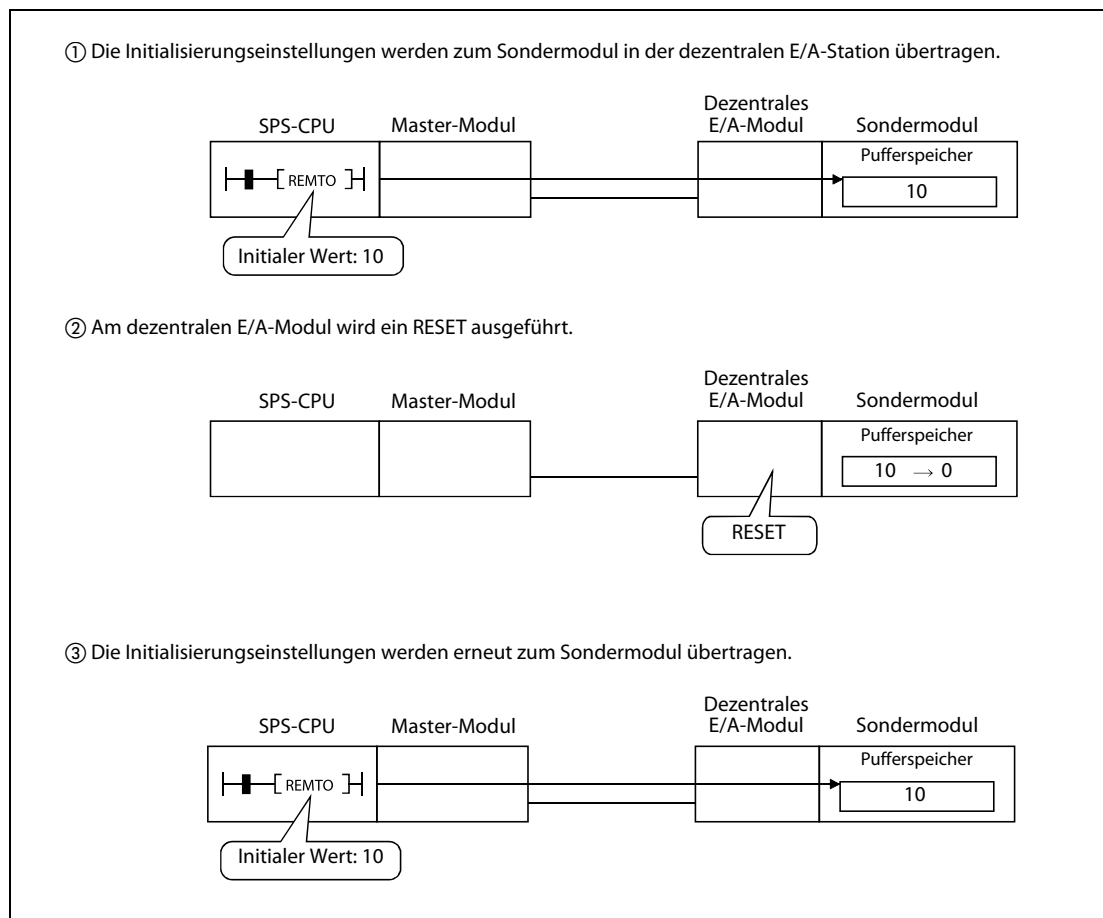 ① Die Initialisierungseinstellungen werden zum Sondermodul in der dezentralen E/A-Station übertragen.
SPS-CPU
Master-Modul
Dezentrales
E/A-Modul
Sondermodul
REMTO
Pufferspeicher
10
Initialer Wert: 10
② Am dezentralen E/A-Modul wird ein RESET ausgeführt.
SPS-CPU
Master-Modul
Dezentrales
E/A-Modul
Sondermodul
Pufferspeicher
10 → 0
RESET
③ Die Initialisierungseinstellungen werden erneut zum Sondermodul übertragen.
SPS-CPU
Master-Modul
Dezentrales
E/A-Modul
Sondermodul
REMTO
Pufferspeicher
10
Initialer Wert: 10